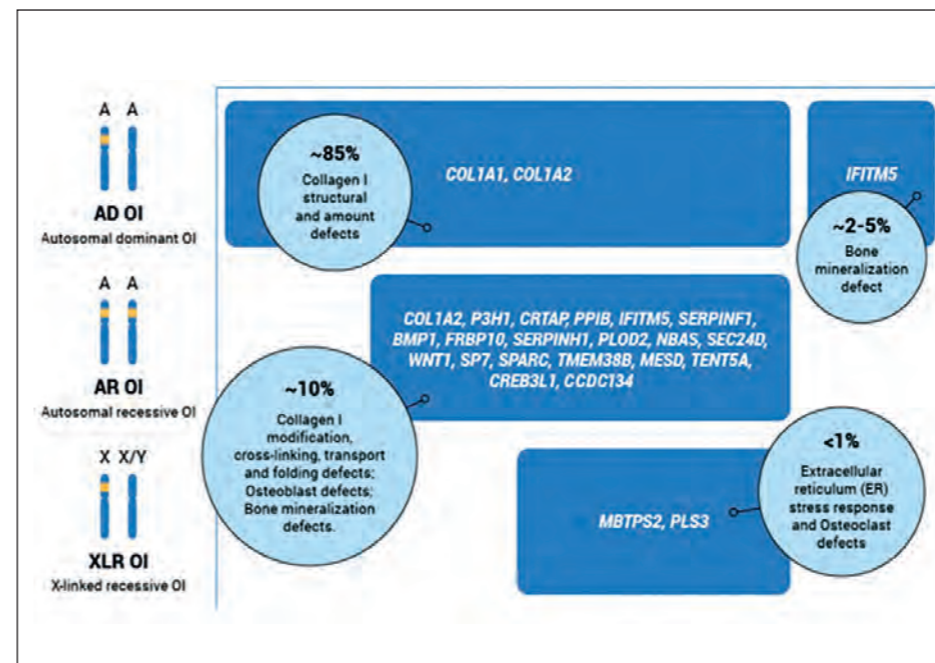 A A
AD OI
Autosomal dominant OI
~85%
Collagen I
structural
and amount
defects
COL1A1, COL1A2
IFITM5
~2-5%
Bone
mineralization
defect
A A
AR OI
Autosomal recessive OI
COL1A2, P3H1, CRTAP, PPIB, IFITM5, SERPINF1,
BMP1, FRBP10, SERPINH1, PLOD2, NBAS, SEC24D,
WNT1, SP7, SPARC, TMEM38B, MESD, TENT5A,
CREB3L1, CCDC134
~10%
Collagen I
modification,
cross-linking, transport
and folding defects;
Osteoblast defects;
Bone mineralization
defects.
X X/Y
XLR OI
X-linked recessive OI
MBTPS2, PLS3
<1%
Extracellular
reticulum (ER)
stress response
and Osteoclast
defects